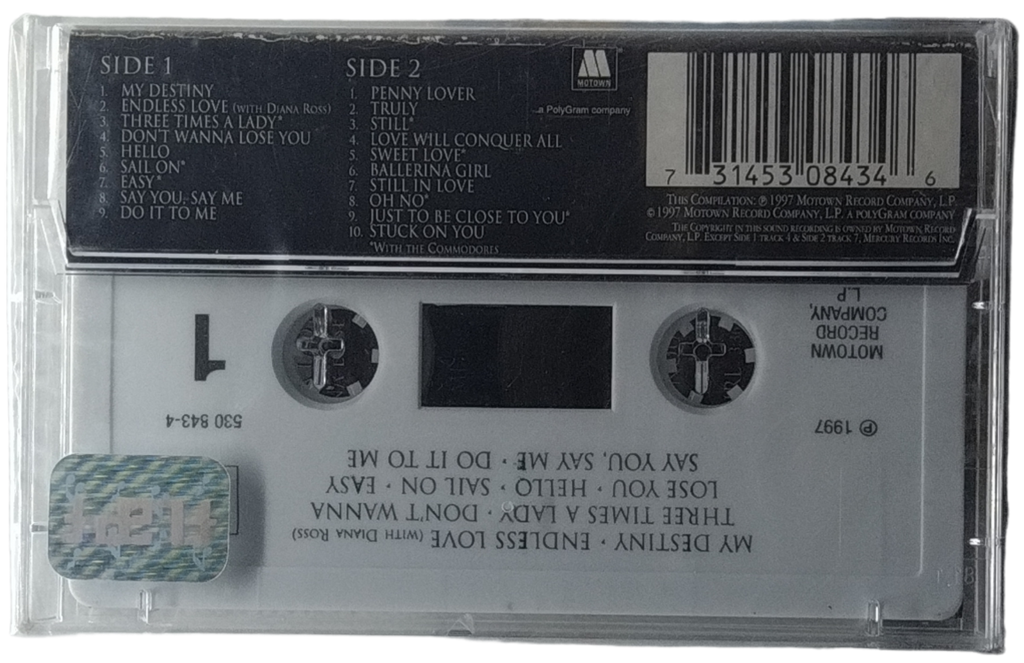 SIDE 1
1. MY DESTINY
2. ENDLESS LOVE (WITH DIANA ROSS)
3. THREE TIMES A LADY*
4. DON'T WANNA LOSE YOU
5. HELLO
6. SAIL ON*
7. EASY*
8. SAY YOU, SAY ME
9. DO IT TO ME
SIDE 2
1. PENNY LOVER
2. TRULY
3. STILL*
4. LOVE WILL CONQUER ALL
5. SWEET LOVE*
6. BALLERINA GIRL
7. STILL IN LOVE
8. OH NO*
9. JUST TO BE CLOSE TO YOU*
10. STUCK ON YOU
*WITH THE COMMODORES
MOTOWN
...a PolyGram company
7 31453 08434 6
THIS COMPILATION: ℗ 1997 MOTOWN RECORD COMPANY, L.P.
© 1997 MOTOWN RECORD COMPANY, L.P. A POLYGRAM COMPANY
THE COPYRIGHT IN THIS SOUND RECORDING IS OWNED BY MOTOWN RECORD
COMPANY, L.P. EXCEPT SIDE 1 TRACK 4 & SIDE 2 TRACK 7, MERCURY RECORDS INC.
MY DESTINY · ENDLESS LOVE (WITH DIANA ROSS)
THREE TIMES A LADY · DON'T WANNA
LOSE YOU · HELLO · SAIL ON · EASY
SAY YOU, SAY ME · DO IT TO ME
℗ 1997
530 843-4
MOTOWN
RECORD
COMPANY,
L.P
1